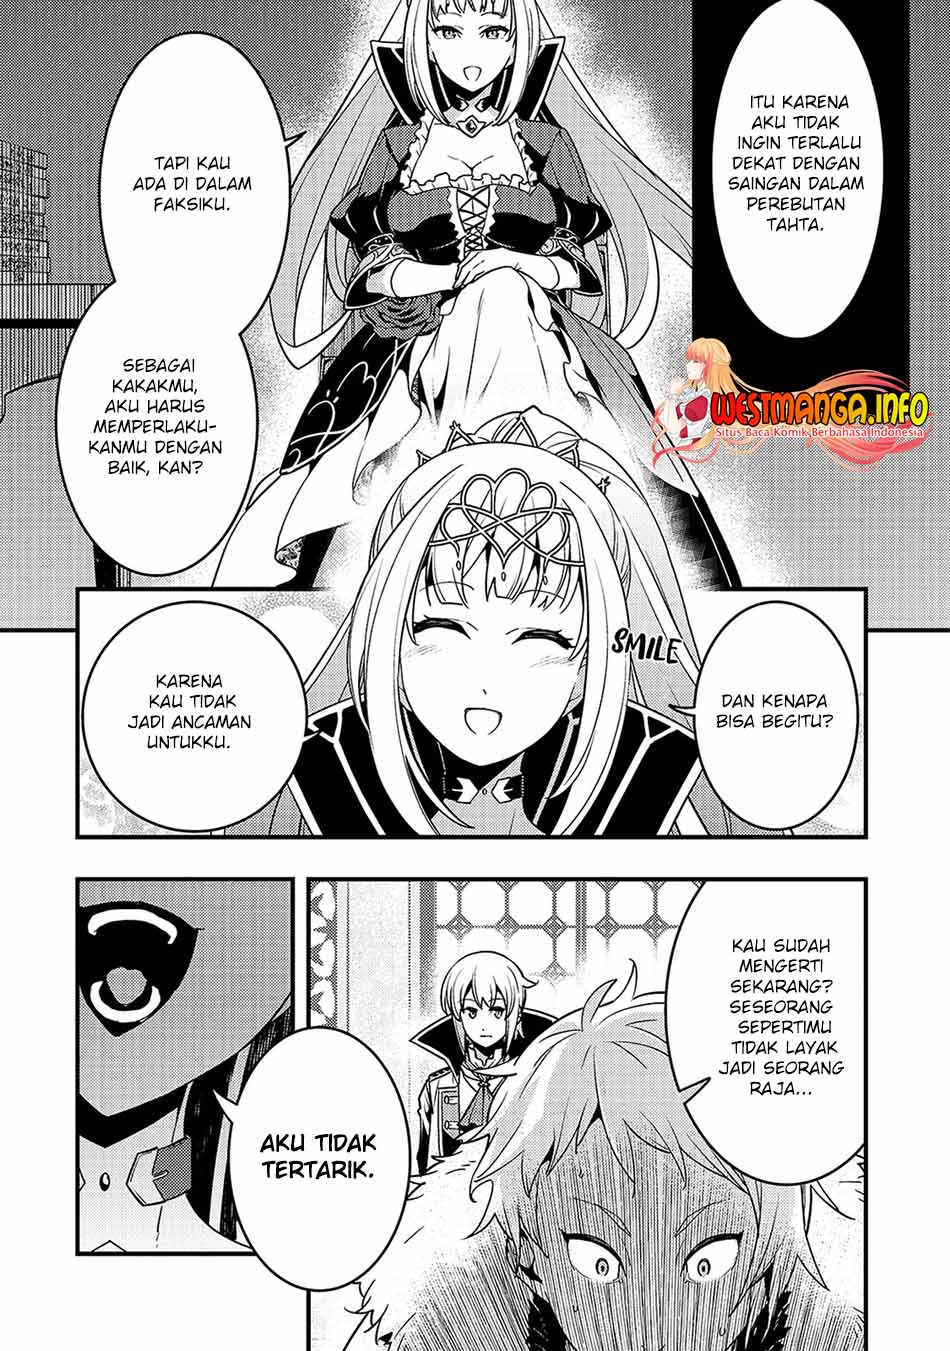 ITU KARENA
AKU TIDAK
INGIN TERLALU
DEKAT DENGAN
SAINGAN DALAM
PEREBUTAN
TAHTA.
TAPI KAU
ADA DI DALAM
FAKSIKU.
SEBAGAI
KAKAKMU,
AKU HARUS
MEMPERLAKU-
KANMU DENGAN
BAIK, KAN?
WESTMANGA.INFO
Situs Baca Komik Berbahasa Indonesia
DAN KENAPA
BISA BEGITU?
SMILE
KARENA
KAU TIDAK
JADI ANCAMAN
UNTUKKU.
KAU SUDAH
MENGERTI
SEKARANG?
SESEORANG
SEPERTIMU
TIDAK LAYAK
JADI SEORANG
RAJA...
AKU TIDAK
TERTARIK.